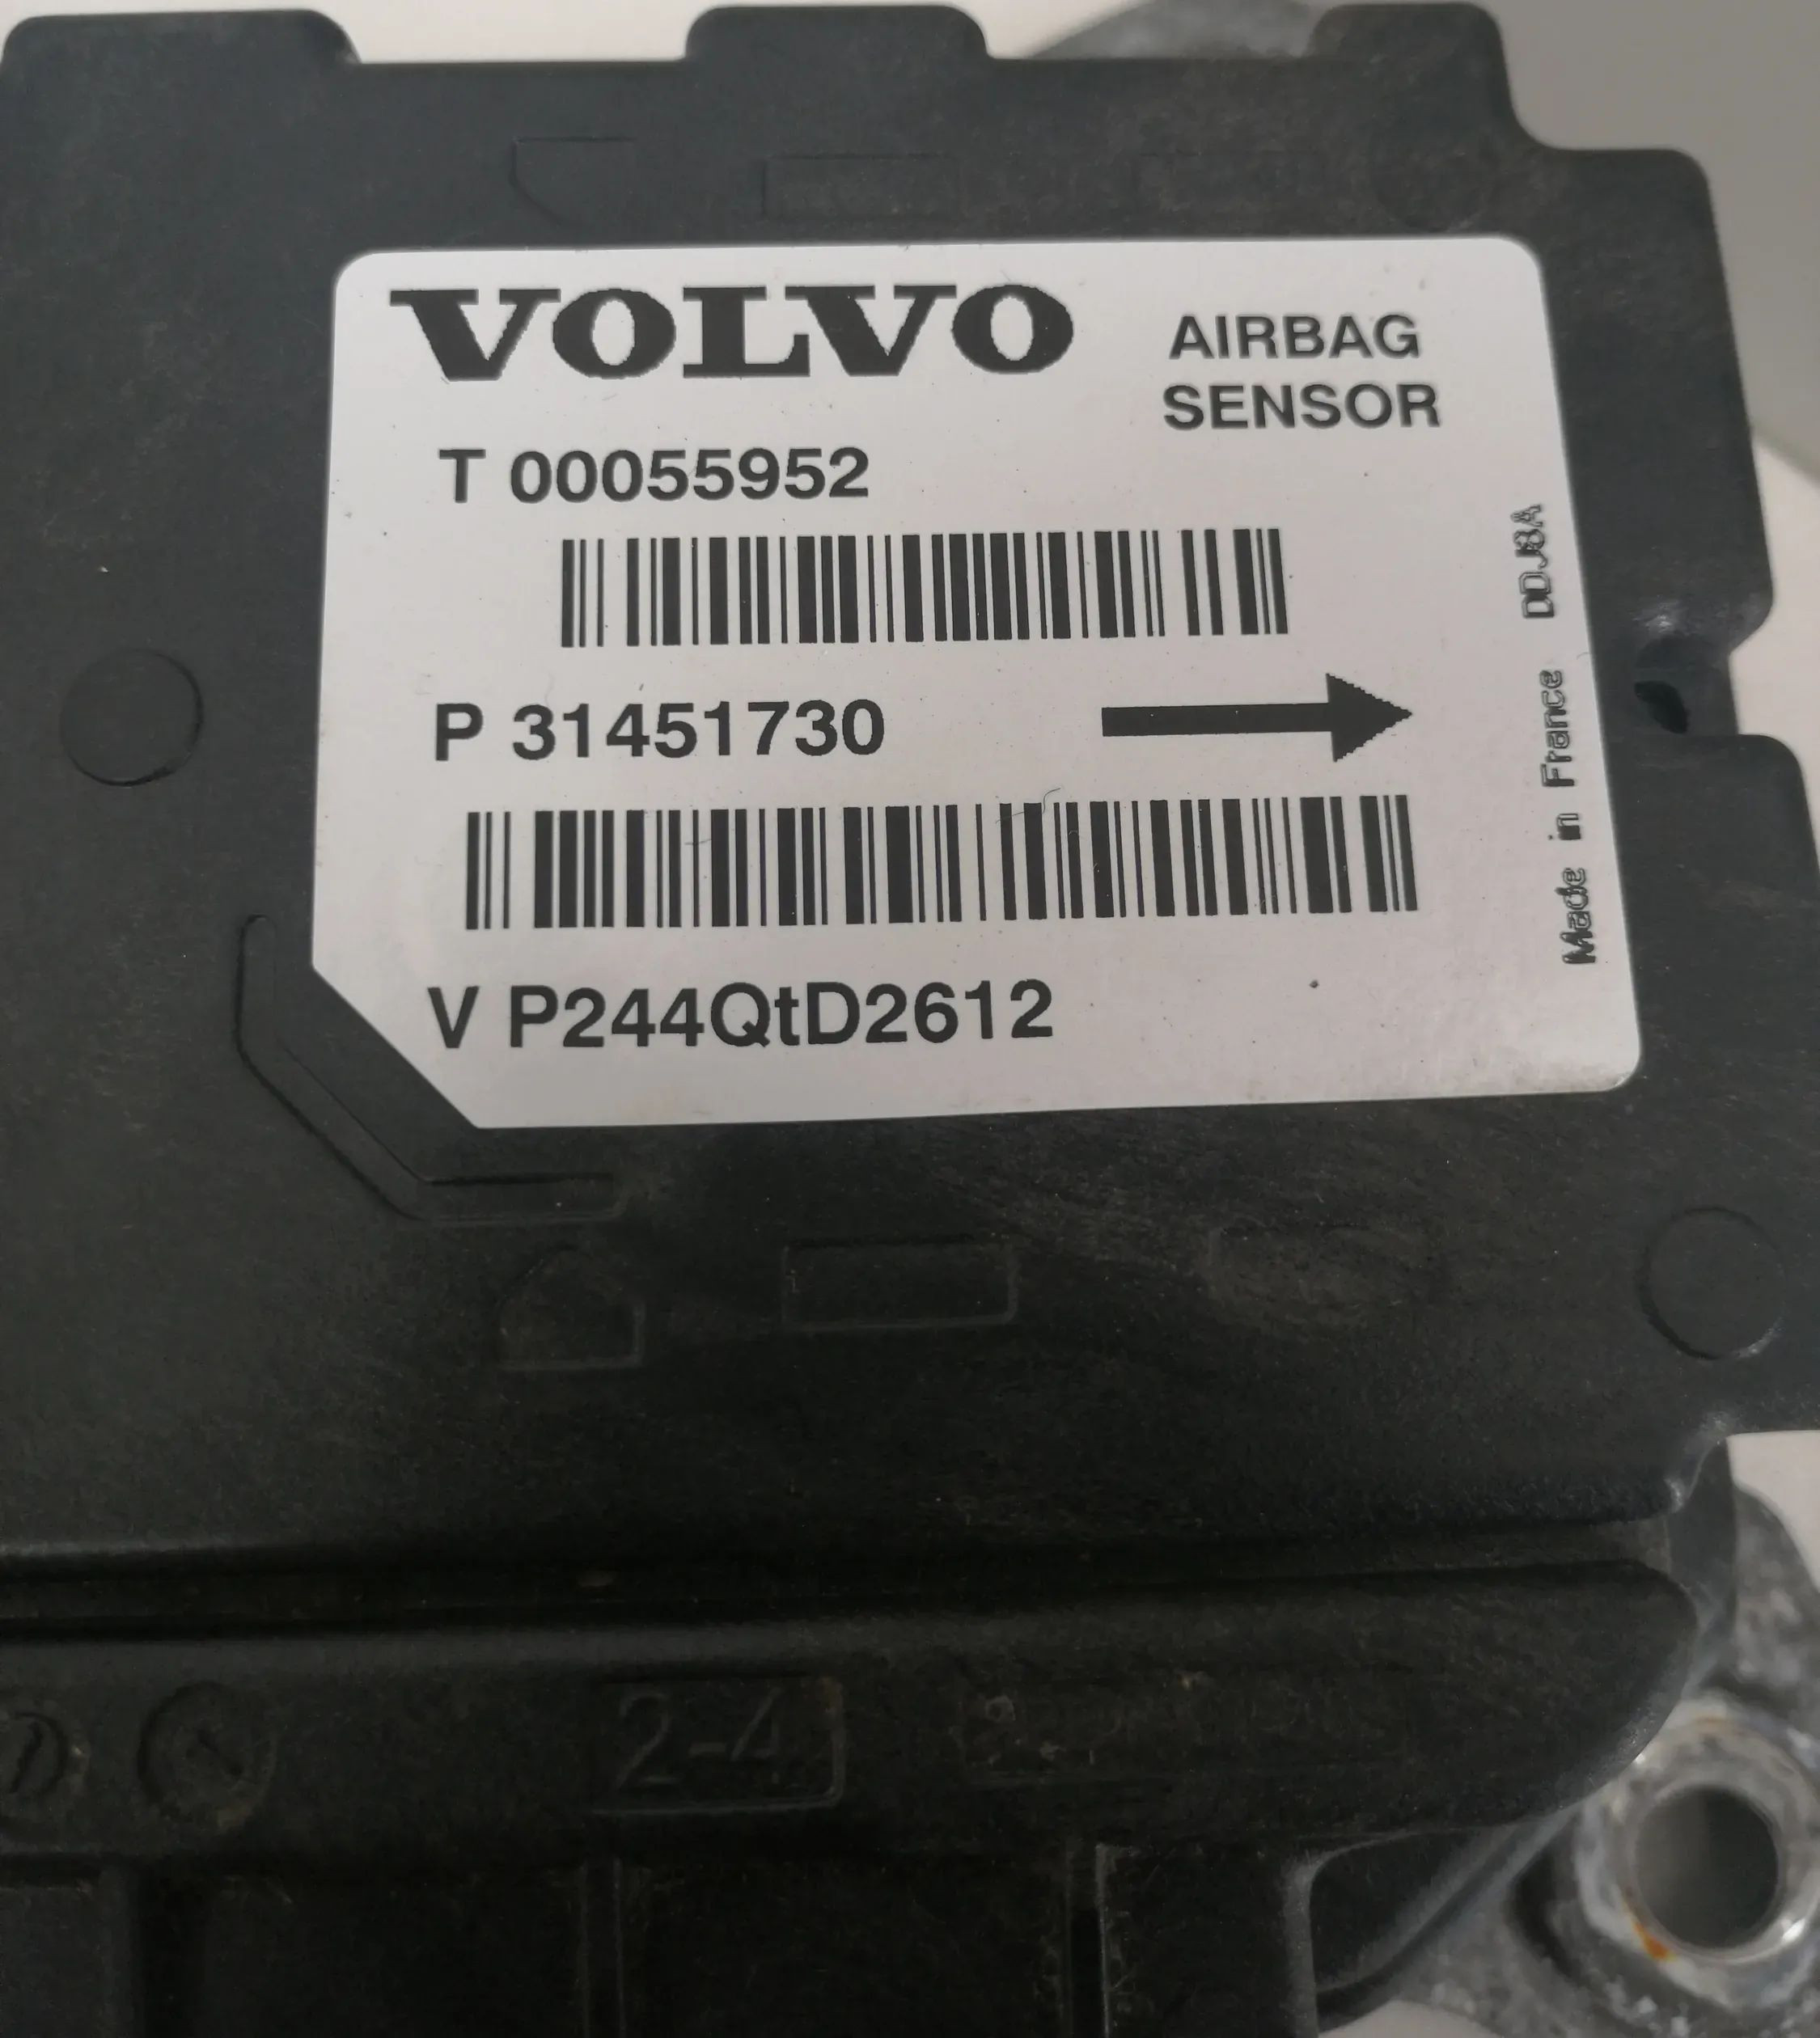 VOLVO
AIRBAG
SENSOR
T 00055952
P 31451730
V P244QtD2612
Made in France DDJ8A
2-4